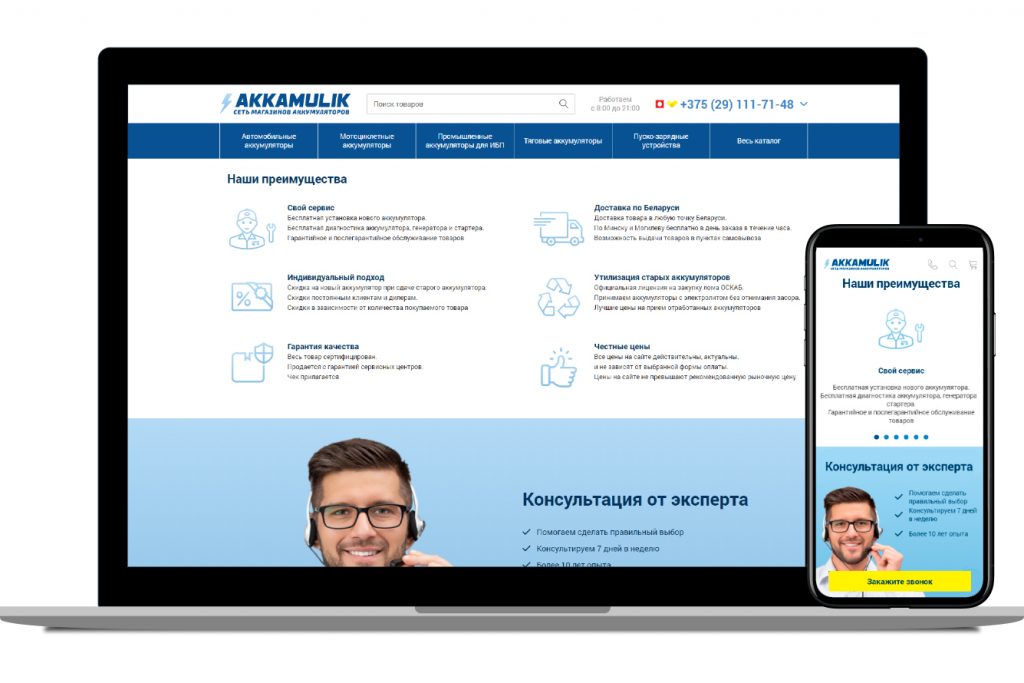 AKKAMULIK
СЕТЬ МАГАЗИНОВ АККУМУЛЯТОРОВ
Поиск товаров
Работаем
с 8:00 до 21:00
+375 (29) 111-71-48
Автомобильные
аккумуляторы
Мотоциклетные
аккумуляторы
Промышленные
аккумуляторы для ИБП
Тяговые аккумуляторы
Пуско-зарядные
устройства
Весь каталог
Наши преимущества
Свой сервис
Бесплатная установка нового аккумулятора.
Бесплатная диагностика аккумулятора, генератора и стартера.
Гарантийное и послегарантийное обслуживание товаров
Доставка по Беларуси
Доставка товара в любую точку Беларуси.
По Минску и Могилеву бесплатно в день заказа в течение часа.
Возможность выдачи товаров в пунктах самовывоза
Индивидуальный подход
Скидка на новый аккумулятор при сдаче старого аккумулятора.
Скидки постоянным клиентам и дилерам.
Скидки в зависимости от количества покупаемого товара
Утилизация старых аккумуляторов
Официальная лицензия на закупку лома ОСКАБ.
Принимаем аккумуляторы с электролитом без отнимания засора.
Лучшие цены на прием отработанных аккумуляторов
Гарантия качества
Весь товар сертифицирован.
Продается с гарантией сервисных центров.
Чек прилагается
Честные цены
Все цены на сайте действительны, актуальны.
и не зависят от выбранной формы оплаты.
Цены на сайте не превышают рекомендованную рыночную цену
Консультация от эксперта
Помогаем сделать правильный выбор
Консультируем 7 дней в неделю
Более 10 лет опыта
AKKAMULIK
СЕТЬ МАГАЗИНОВ АККУМУЛЯТОРОВ
Наши преимущества
Свой сервис
Бесплатная установка нового аккумулятора.
Бесплатная диагностика аккумулятора, генератора
стартера.
Гарантийное и послегарантийное обслуживание
товаров
Консультация от эксперта
Помогаем сделать
правильный выбор
Консультируем 7 дней
в неделю
Более 10 лет опыта
Закажите звонок